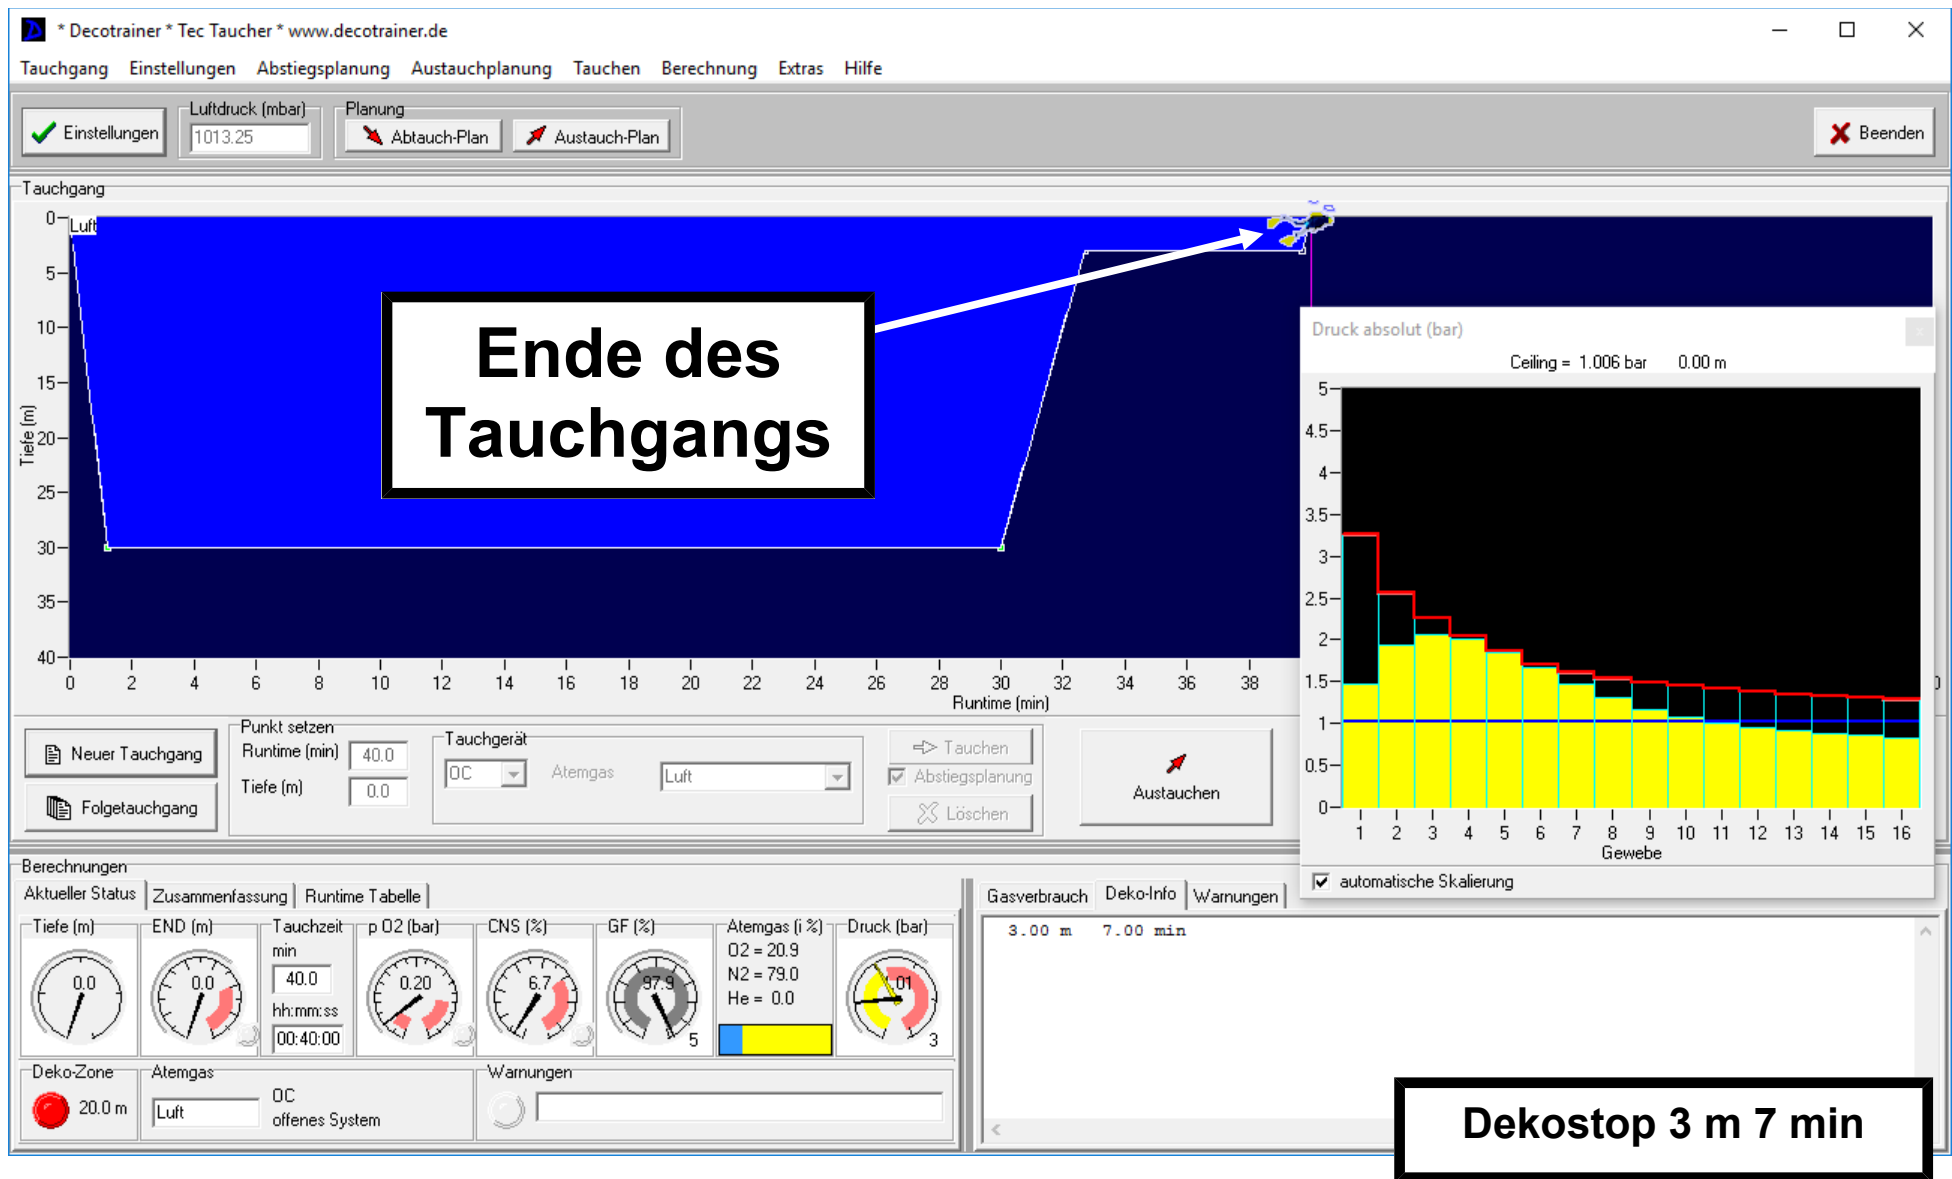 * Decotrainer * Tec Taucher * www.decotrainer.de
Tauchgang Einstellungen Abstiegsplanung Austauchplanung Tauchen Berechnung Extras Hilfe
Einstellungen
Luftdruck (mbar)
1013.25
Planung
Abtauch-Plan
Austauch-Plan
Beenden
Tauchgang
Luft
Ende des
Tauchgangs
Tiefe (m)
0
5
10
15
20
25
30
35
40
0 2 4 6 8 10 12 14 16 18 20 22 24 26 28 30 32 34 36 38
Runtime (min)
Druck absolut (bar)
x
Ceiling = 1.006 bar 0.00 m
5
4.5
4
3.5
3
2.5
2
1.5
1
0.5
0
1 2 3 4 5 6 7 8 9 10 11 12 13 14 15 16
Gewebe
automatische Skalierung
Neuer Tauchgang
Folgetauchgang
Punkt setzen
Runtime (min) 40.0
Tiefe (m) 0.0
Tauchgerät
OC
Atemgas
Luft
Tauchen
Abstiegsplanung
Löschen
Austauchen
Berechnungen
Aktueller Status Zusammenfassung Runtime Tabelle
Tiefe (m)
0.0
END (m)
0.0
Tauchzeit
min
40.0
hh:mm:ss
00:40:00
p O2 (bar)
0.20
CNS (%)
6.7
GF (%)
97.9
5
Atemgas (i %)
O2 = 20.9
N2 = 79.0
He = 0.0
Druck (bar)
3
Deko-Zone
20.0 m
Atemgas
Luft
OC
offenes System
Warnungen
Gasverbrauch Deko-Info Warnungen
3.00 m 7.00 min
Dekostop 3 m 7 min